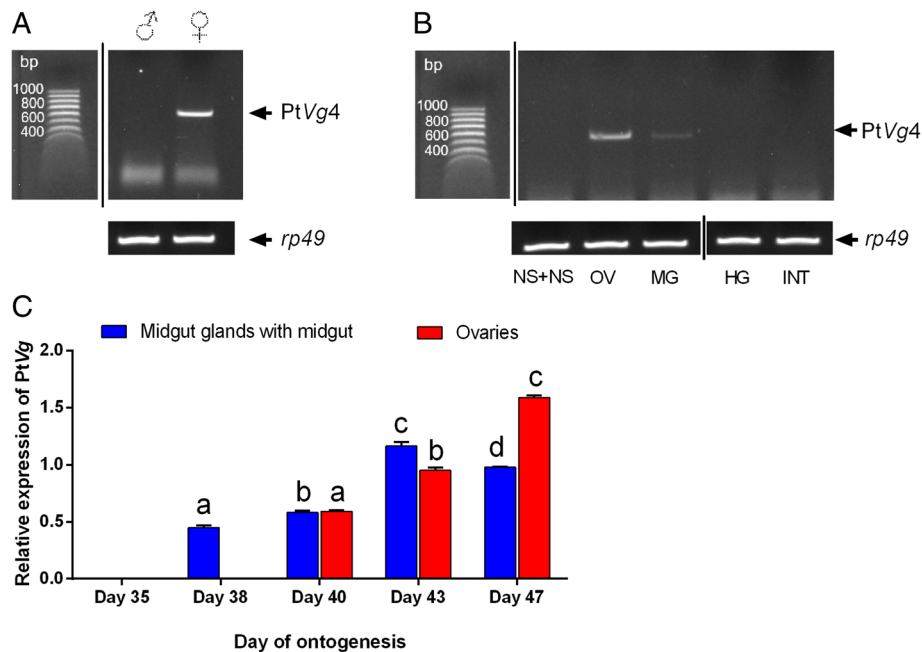 A
♂ ♀
bp
1000
800
600
400
PtVg4
rp49
B
bp
1000
800
600
400
PtVg4
rp49
NS+NS OV MG HG INT
C
Midgut glands with midgut Ovaries
Relative expression of PtVg
2.0
1.5
1.0
0.5
0.0
a
b a
c b
d c
Day 35 Day 38 Day 40 Day 43 Day 47
Day of ontogenesis